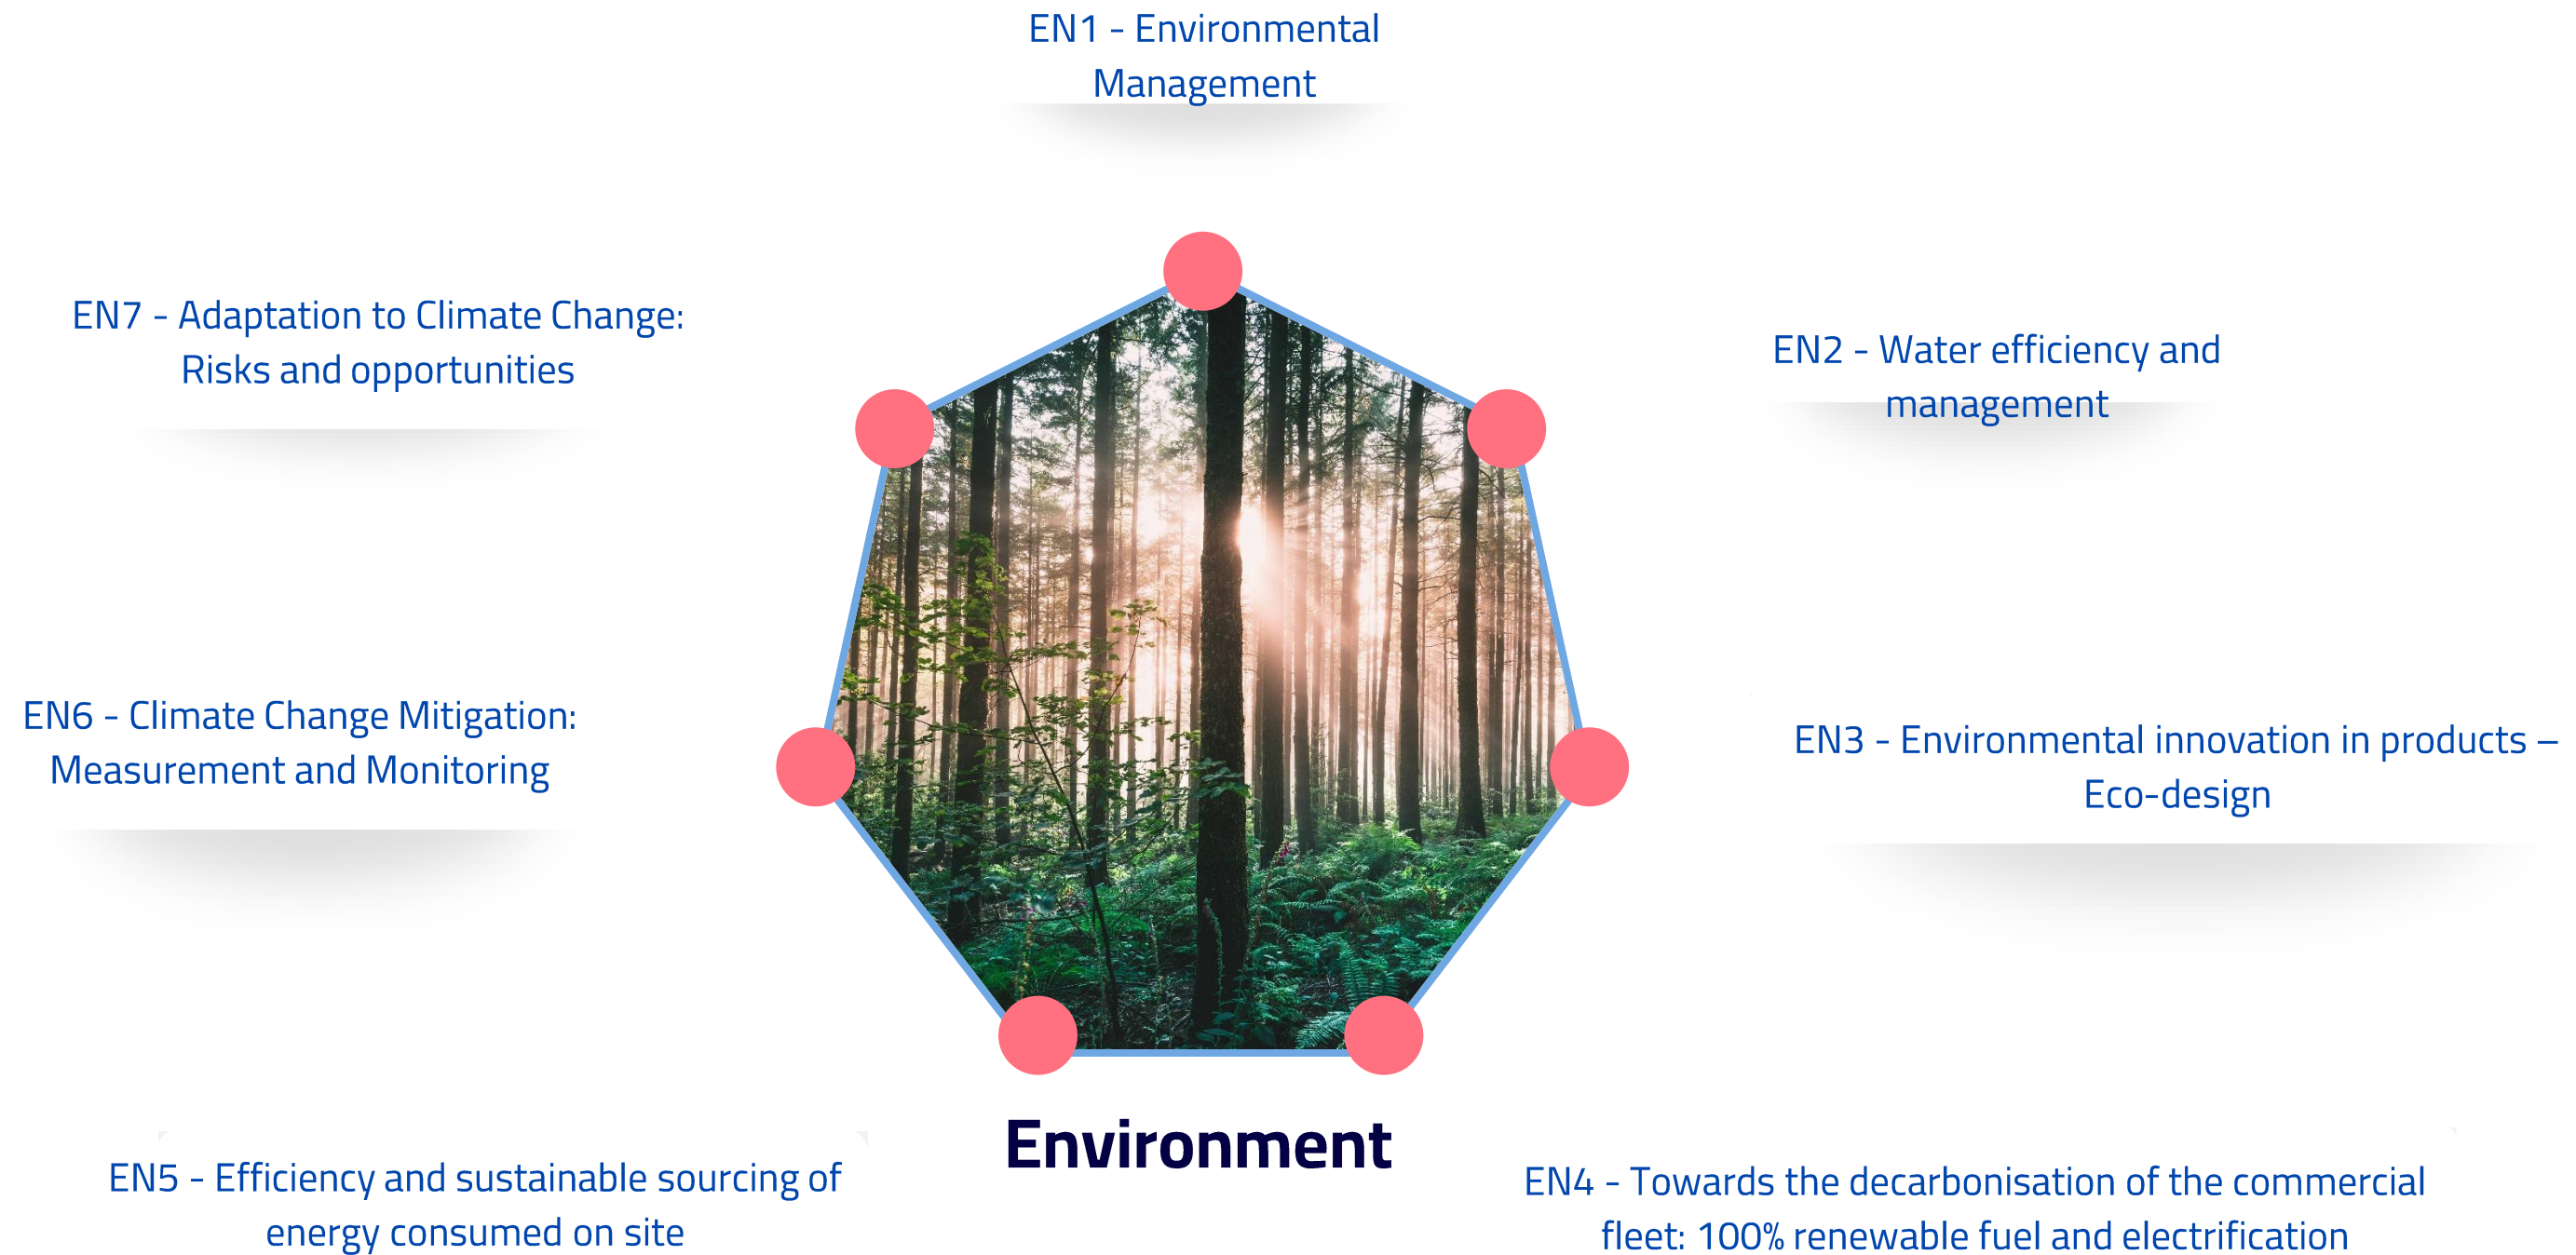 EN1 - Environmental
Management
EN7 - Adaptation to Climate Change:
Risks and opportunities
EN2 - Water efficiency and
management
EN6 - Climate Change Mitigation:
Measurement and Monitoring
EN3 - Environmental innovation in products –
Eco-design
Environment
EN5 - Efficiency and sustainable sourcing of
energy consumed on site
EN4 - Towards the decarbonisation of the commercial
fleet: 100% renewable fuel and electrification